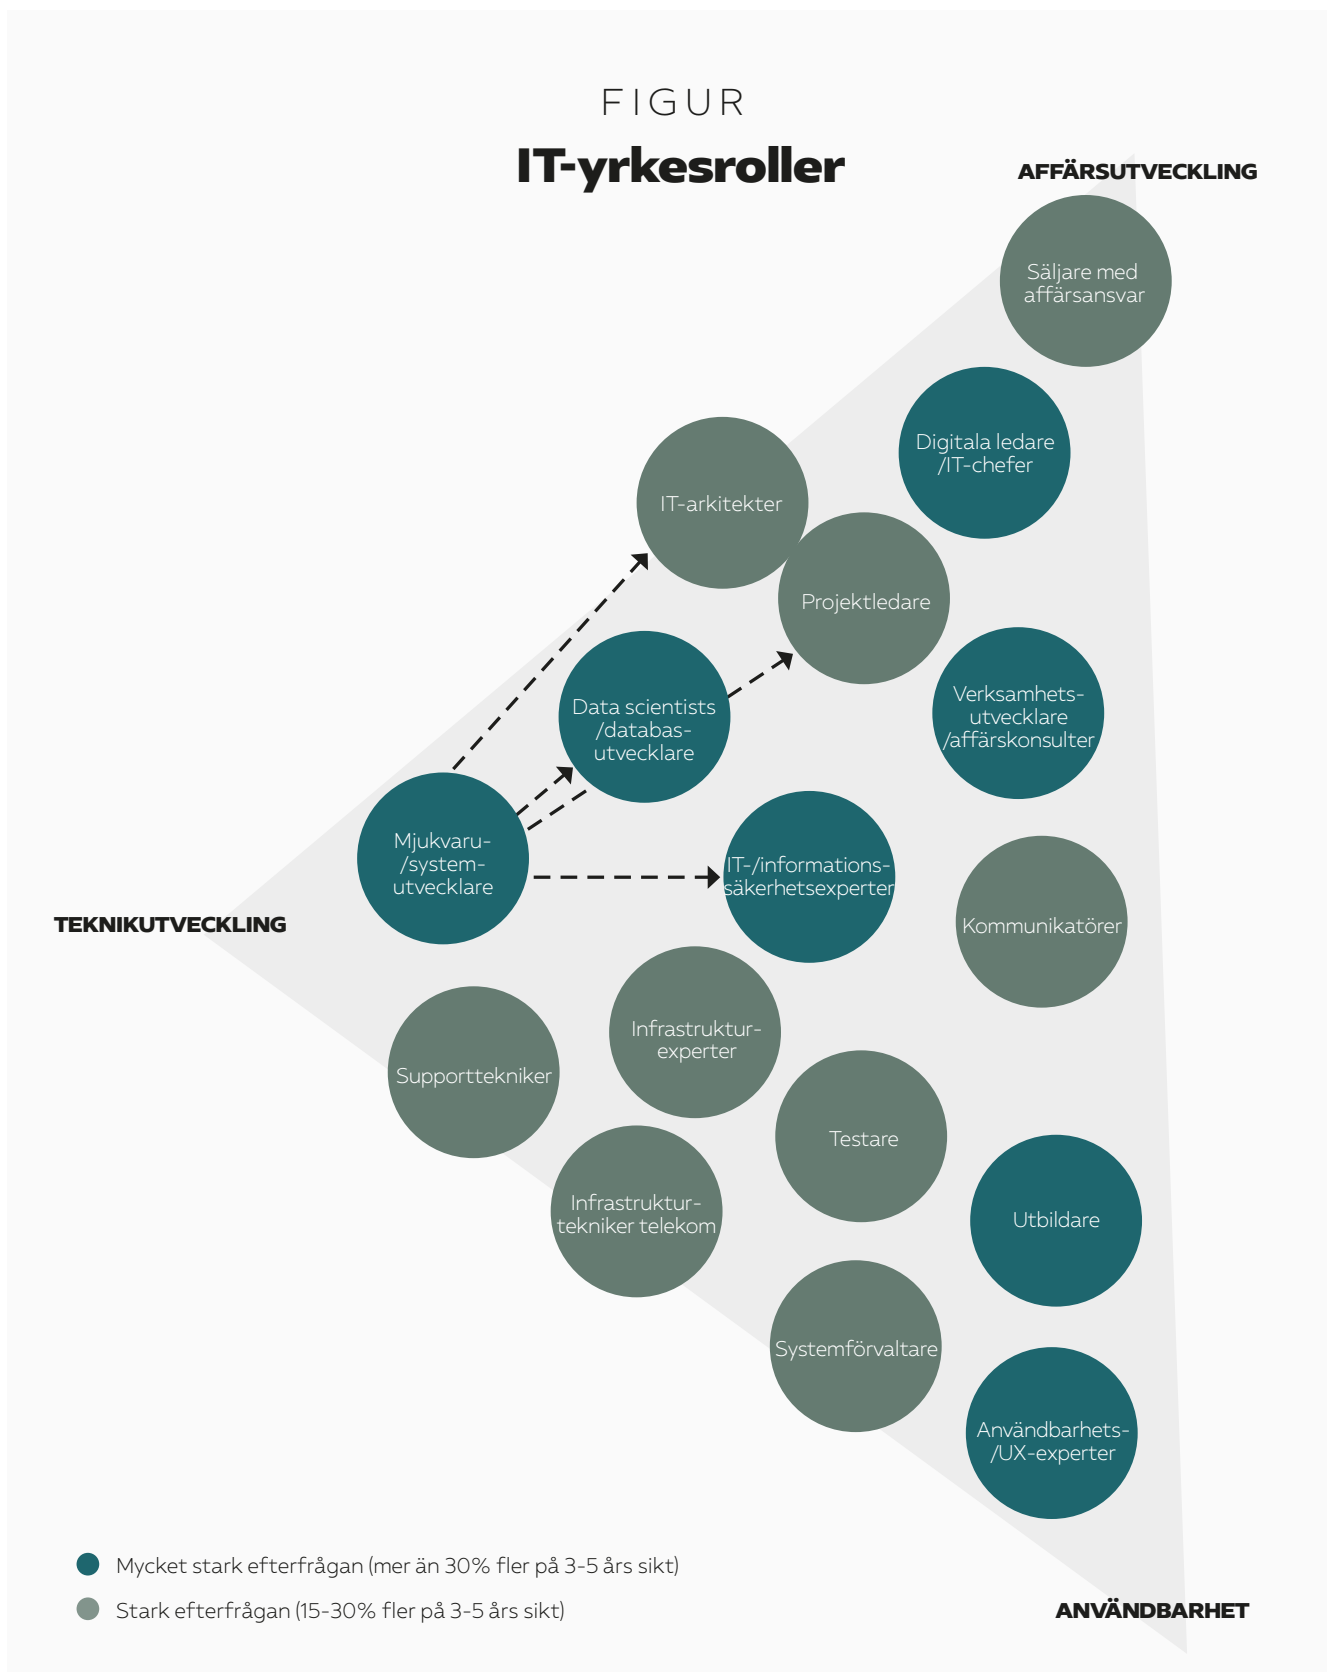 FIGUR
IT-yrkesroller
AFFÄRSUTVECKLING
Säljare med
affärsansvar
Digitala ledare
/IT-chefer
IT-arkitekter
Projektledare
Data scientists
/databas-
utvecklare
Verksamhets-
utvecklare
/affärskonsulter
Mjukvaru-
/system-
utvecklare
IT-/informations-
säkerhetsexperter
TEKNIKUTVECKLING
Kommunikatörer
Infrastruktur-
experter
Supporttekniker
Testare
Infrastruktur-
tekniker telekom
Utbildare
Systemförvaltare
Användbarhets-
/UX-experter
Mycket stark efterfrågan (mer än 30% fler på 3-5 års sikt)
Stark efterfrågan (15-30% fler på 3-5 års sikt)
ANVÄNDBARHET